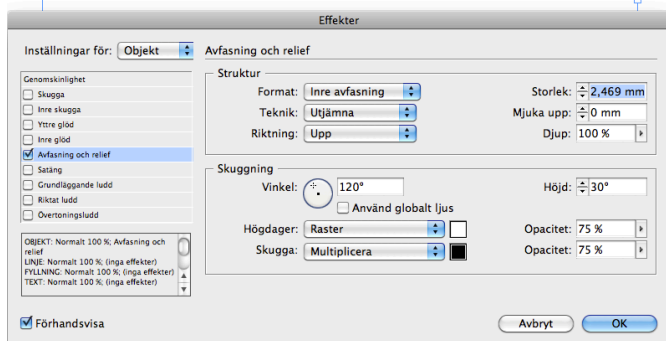 Effekter
Inställningar för: Objekt
Genomskinlighet
Skugga
Inre skugga
Yttre glöd
Inre glöd
Avfasning och relief
Satäng
Grundläggande ludd
Riktat ludd
Övertoningsludd
OBJEKT: Normalt 100 %; Avfasning och
relief
LINJE: Normalt 100 %; (inga effekter)
FYLLNING: Normalt 100 %; (inga effekter)
TEXT: Normalt 100 %; (inga effekter)
Förhandsvisa
Avfasning och relief
Struktur
Format: Inre avfasning Storlek: 2,469 mm
Teknik: Utjämna Mjuka upp: 0 mm
Riktning: Upp Djup: 100 %
Skuggning
Vinkel: 120° Höjd: 30°
Använd globalt ljus
Högdager: Raster Opacitet: 75 %
Skugga: Multiplicera Opacitet: 75 %
Avbryt OK